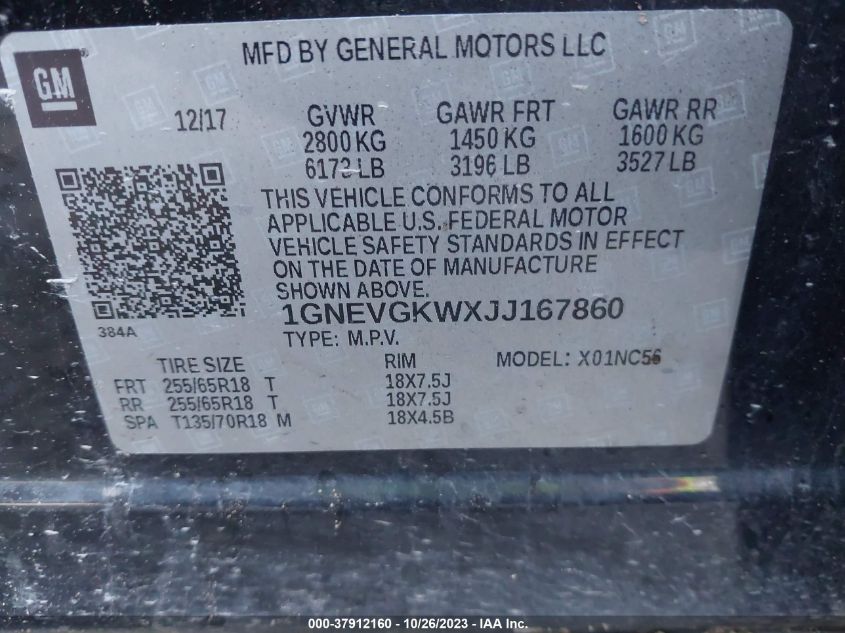 GM
MFD BY GENERAL MOTORS LLC
12/17 GVWR GAWR FRT GAWR RR
2800 KG 1450 KG 1600 KG
6173 LB 3196 LB 3527 LB
THIS VEHICLE CONFORMS TO ALL
APPLICABLE U.S. FEDERAL MOTOR
VEHICLE SAFETY STANDARDS IN EFFECT
ON THE DATE OF MANUFACTURE
SHOWN ABOVE.
384A
1GNEVGKWXJJ167860
TYPE: M.P.V.
TIRE SIZE RIM MODEL: X01NC56
FRT 255/65R18 T 18X7.5J
RR 255/65R18 T 18X7.5J
SPA T135/70R18 M 18X4.5B
000-37912160 - 10/26/2023 - IAA Inc.